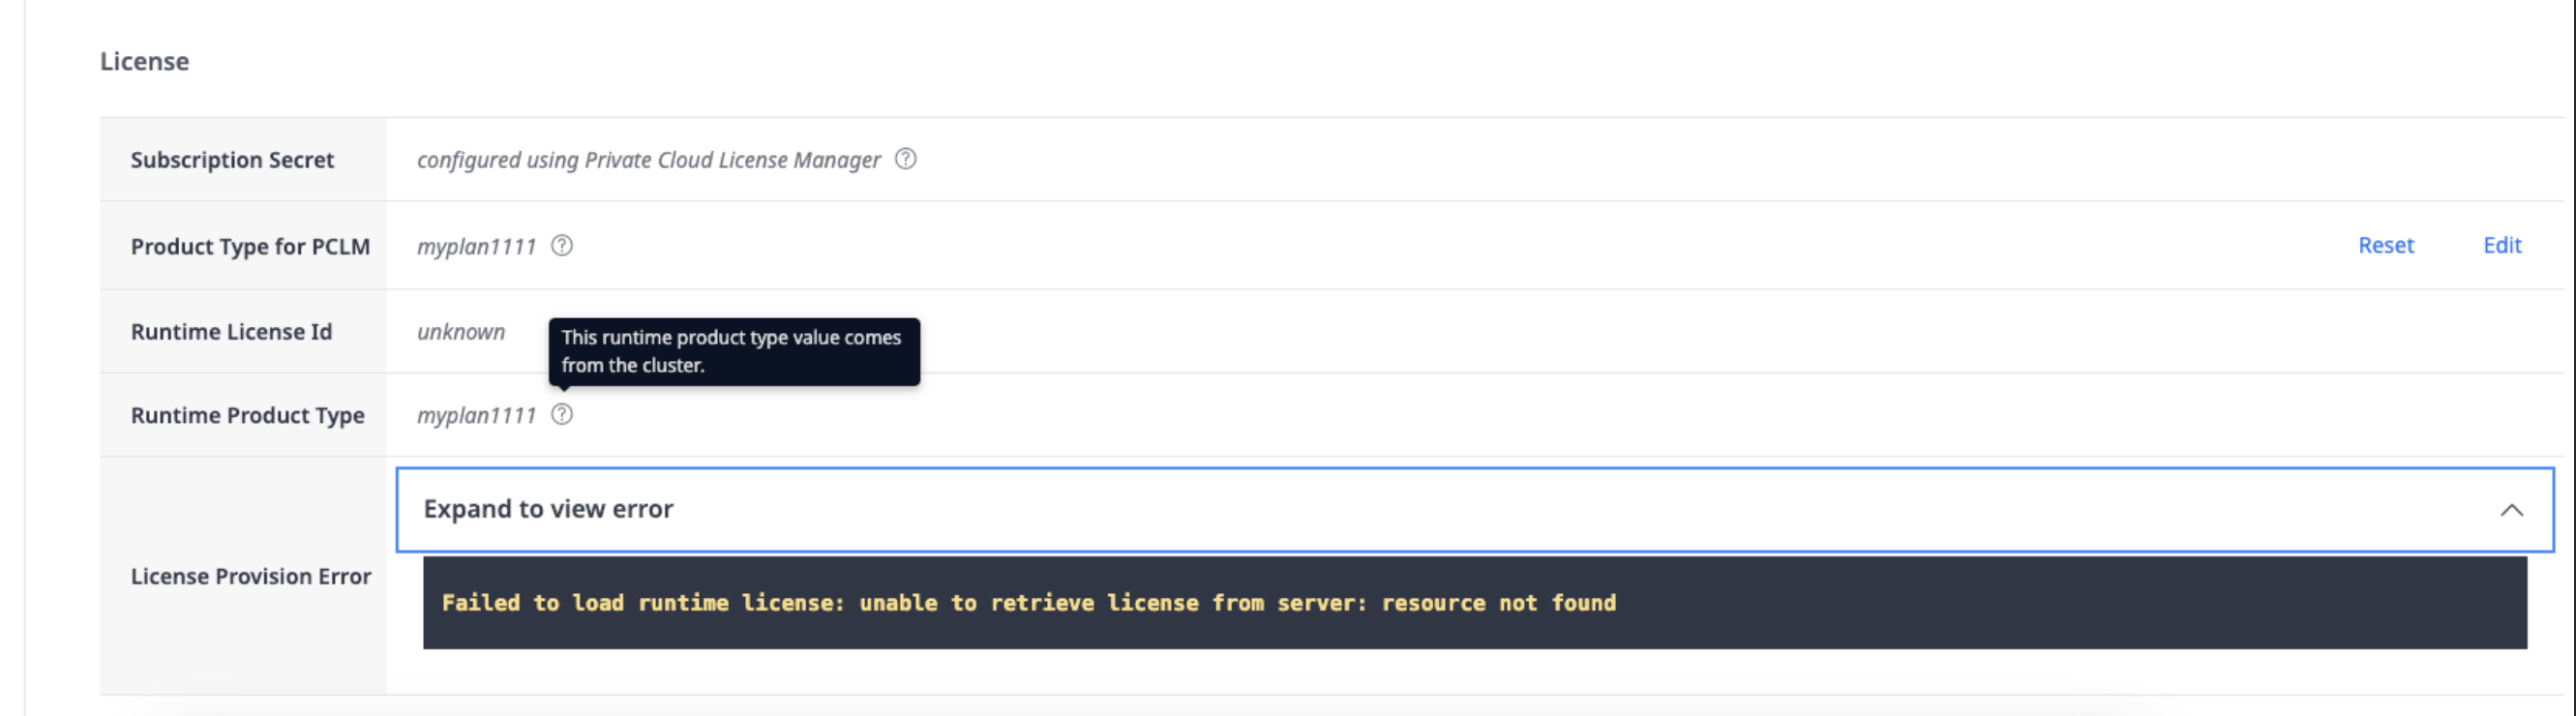 License
Subscription Secret configured using Private Cloud License Manager ?
Product Type for PCLM myplan1111 ? Reset Edit
Runtime License Id unknown
This runtime product type value comes
from the cluster.
Runtime Product Type myplan1111 ?
Expand to view error
License Provision Error
Failed to load runtime license: unable to retrieve license from server: resource not found